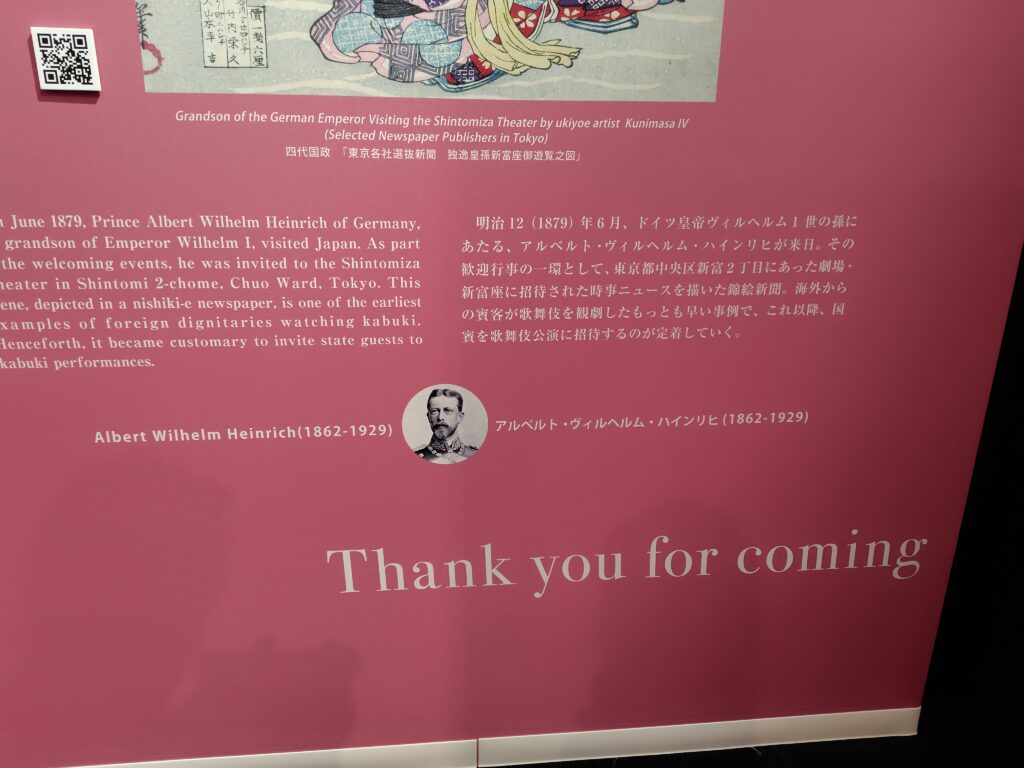 竹内栄久
價一戔六厘
Grandson of the German Emperor Visiting the Shintomiza Theater by ukiyoe artist Kunimasa IV
(Selected Newspaper Publishers in Tokyo)
四代国政 「東京各社選抜新聞 独逸皇孫新富座御遊覧之図」
June 1879, Prince Albert Wilhelm Heinrich of Germany,
grandson of Emperor Wilhelm I, visited Japan. As part
the welcoming events, he was invited to the Shintomiza
heater in Shintomi 2-chome, Chuo Ward, Tokyo. This
ene, depicted in a nishiki-e newspaper, is one of the earliest
xamples of foreign dignitaries watching kabuki.
Henceforth, it became customary to invite state guests to
kabuki performances.
明治12（1879）年6月、ドイツ皇帝ヴィルヘルム1世の孫に
あたる、アルベルト・ヴィルヘルム・ハインリヒが来日。その
歓迎行事の一環として、東京都中央区新富2丁目にあった劇場・
新富座に招待された時事ニュースを描いた錦絵新聞。海外から
の賓客が歌舞伎を観劇したもっとも早い事例で、これ以降、国
賓を歌舞伎公演に招待するのが定着していく。
Albert Wilhelm Heinrich(1862-1929)
アルベルト・ヴィルヘルム・ハインリヒ(1862-1929)
Thank you for coming